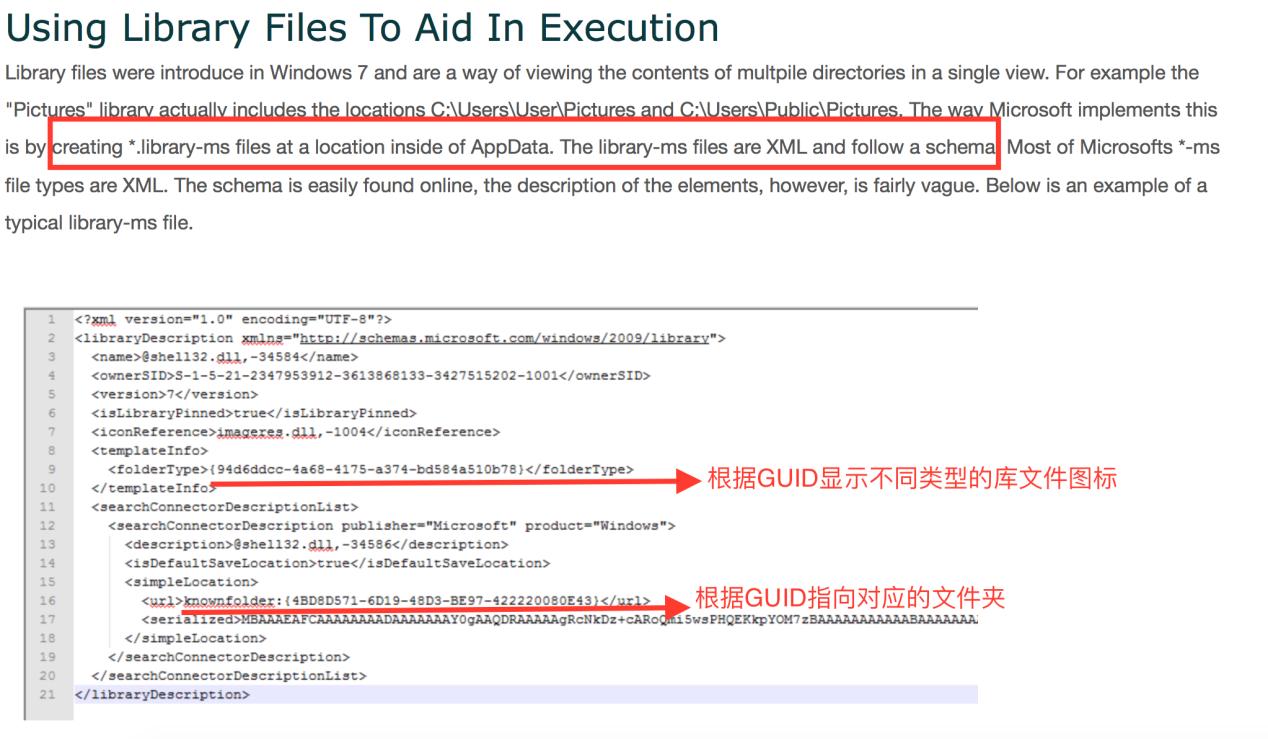 Using Library Files To Aid In Execution
Library files were introduce in Windows 7 and are a way of viewing the contents of multpile directories in a single view. For example the
"Pictures" library actually includes the locations C:\Users\User\Pictures and C:\Users\Public\Pictures. The way Microsoft implements this
is by creating *.library-ms files at a location inside of AppData. The library-ms files are XML and follow a schema. Most of Microsofts *-ms
file types are XML. The schema is easily found online, the description of the elements, however, is fairly vague. Below is an example of a
typical library-ms file.
1 <?xml version="1.0" encoding="UTF-8"?>
2 <libraryDescription xmlns="http://schemas.microsoft.com/windows/2009/library">
3 <name>@shell32.dll,-34584</name>
4 <ownerSID>S-1-5-21-2347953912-3613868133-3427515202-1001</ownerSID>
5 <version>7</version>
6 <isLibraryPinned>true</isLibraryPinned>
7 <iconReference>imageres.dll,-1004</iconReference>
8 <templateInfo>
9 <folderType>{94d6ddcc-4a68-4175-a374-bd584a510b78}</folderType>
根据GUID显示不同类型的库文件图标
10 </templateInfo>
11 <searchConnectorDescriptionList>
12 <searchConnectorDescription publisher="Microsoft" product="Windows">
13 <description>@shell32.dll,-34586</description>
14 <isDefaultSaveLocation>true</isDefaultSaveLocation>
15 <simpleLocation>
16 <url>knownfolder:{4BD8D571-6D19-48D3-BE97-422220080E43}</url>
根据GUID指向对应的文件夹
17 <serialized>
18 </simpleLocation>
19 </searchConnectorDescription>
20 </searchConnectorDescriptionList>
21 </libraryDescription>